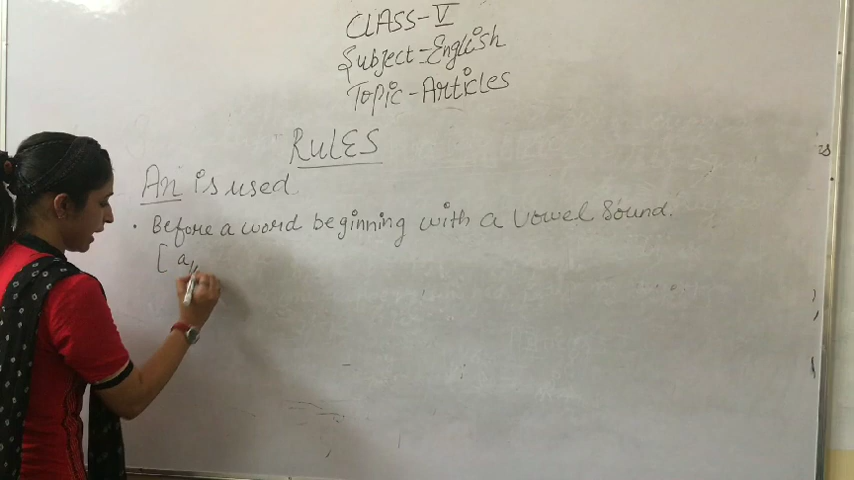 CLASS-V
Subject-English
Topic-Articles
RULES
An is used
• Before a word beginning with a vowel sound.
[ a,